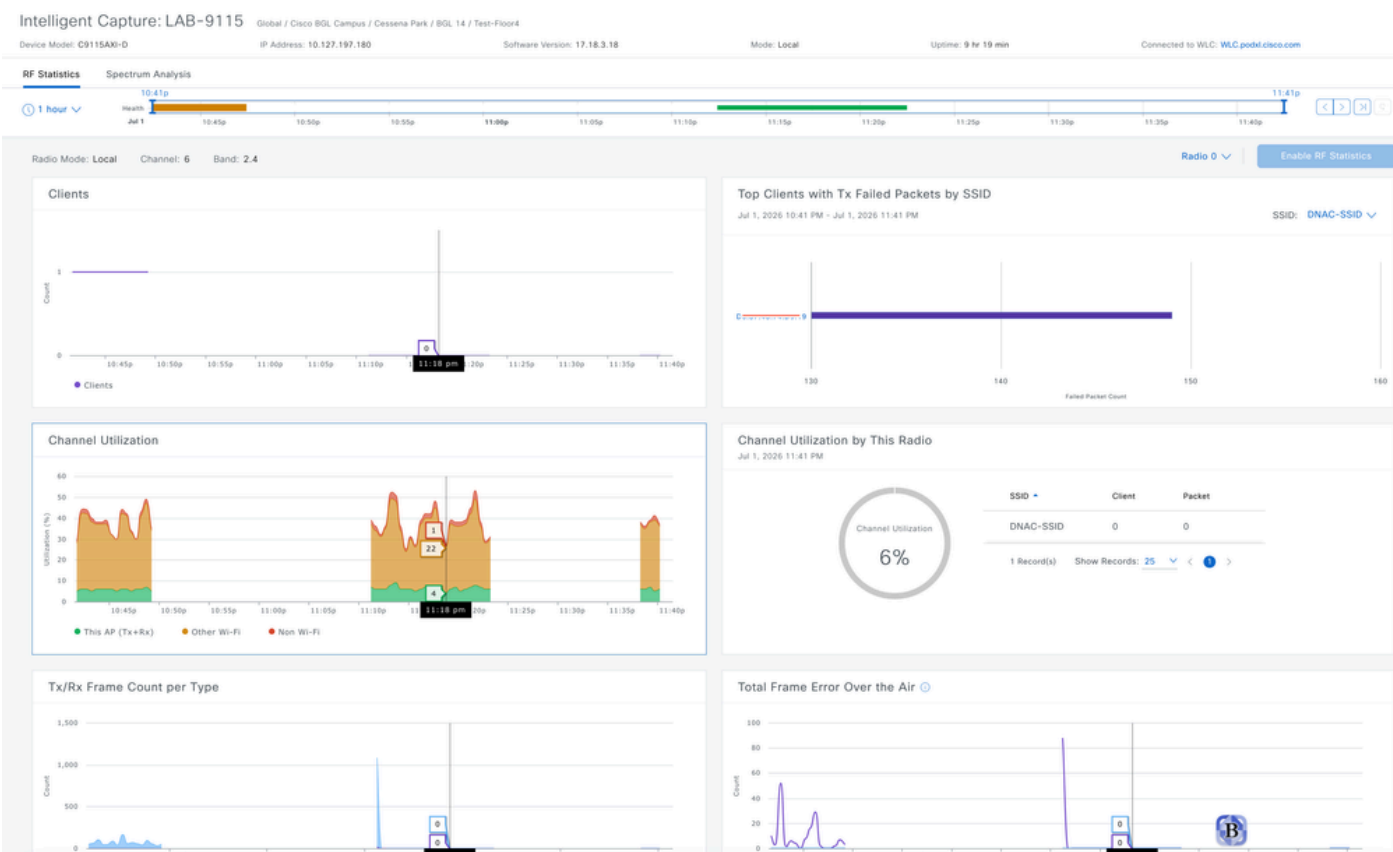 Intelligent Capture: LAB-9115 Global / Cisco BGL Campus / Cessena Park / BGL 14 / Test-Floor4
Device Model: C9115AXI-D IP Address: 10.127.197.180 Software Version: 17.18.3.18 Mode: Local Uptime: 9 hr 19 min Connected to WLC: WLC.podxl.cisco.com
RF Statistics Spectrum Analysis
10:41p 11:41p
1 hour Health
Jul 1 10:45p 10:50p 10:55p 11:00p 11:05p 11:10p 11:15p 11:20p 11:25p 11:30p 11:35p 11:40p
Radio Mode: Local Channel: 6 Band: 2.4 Radio 0 Enable RF Statistics
Clients
1
Count
0
0
10:45p 10:50p 10:55p 11:00p 11:05p 11:10p 11:18 pm :20p 11:25p 11:30p 11:35p 11:40p
Clients
Top Clients with Tx Failed Packets by SSID
Jul 1, 2026 10:41 PM - Jul 1, 2026 11:41 PM SSID: DNAC-SSID
130 140 150 160
Failed Packet Count
Channel Utilization
60
50
40
30
20
10
0
Utilization (%)
1
22
4
10:45p 10:50p 10:55p 11:00p 11:05p 11:10p 11 11:18 pm 20p 11:25p 11:30p 11:35p 11:40p
This AP (Tx+Rx) Other Wi-Fi Non Wi-Fi
Channel Utilization by This Radio
Jul 1, 2026 11:41 PM
Channel Utilization
6%
SSID Client Packet
DNAC-SSID 0 0
1 Record(s) Show Records: 25 1
Tx/Rx Frame Count per Type
1,500
1,000
500
0
Count
0
0
Total Frame Error Over the Air
100
80
60
40
20
0
Count
0
0
B